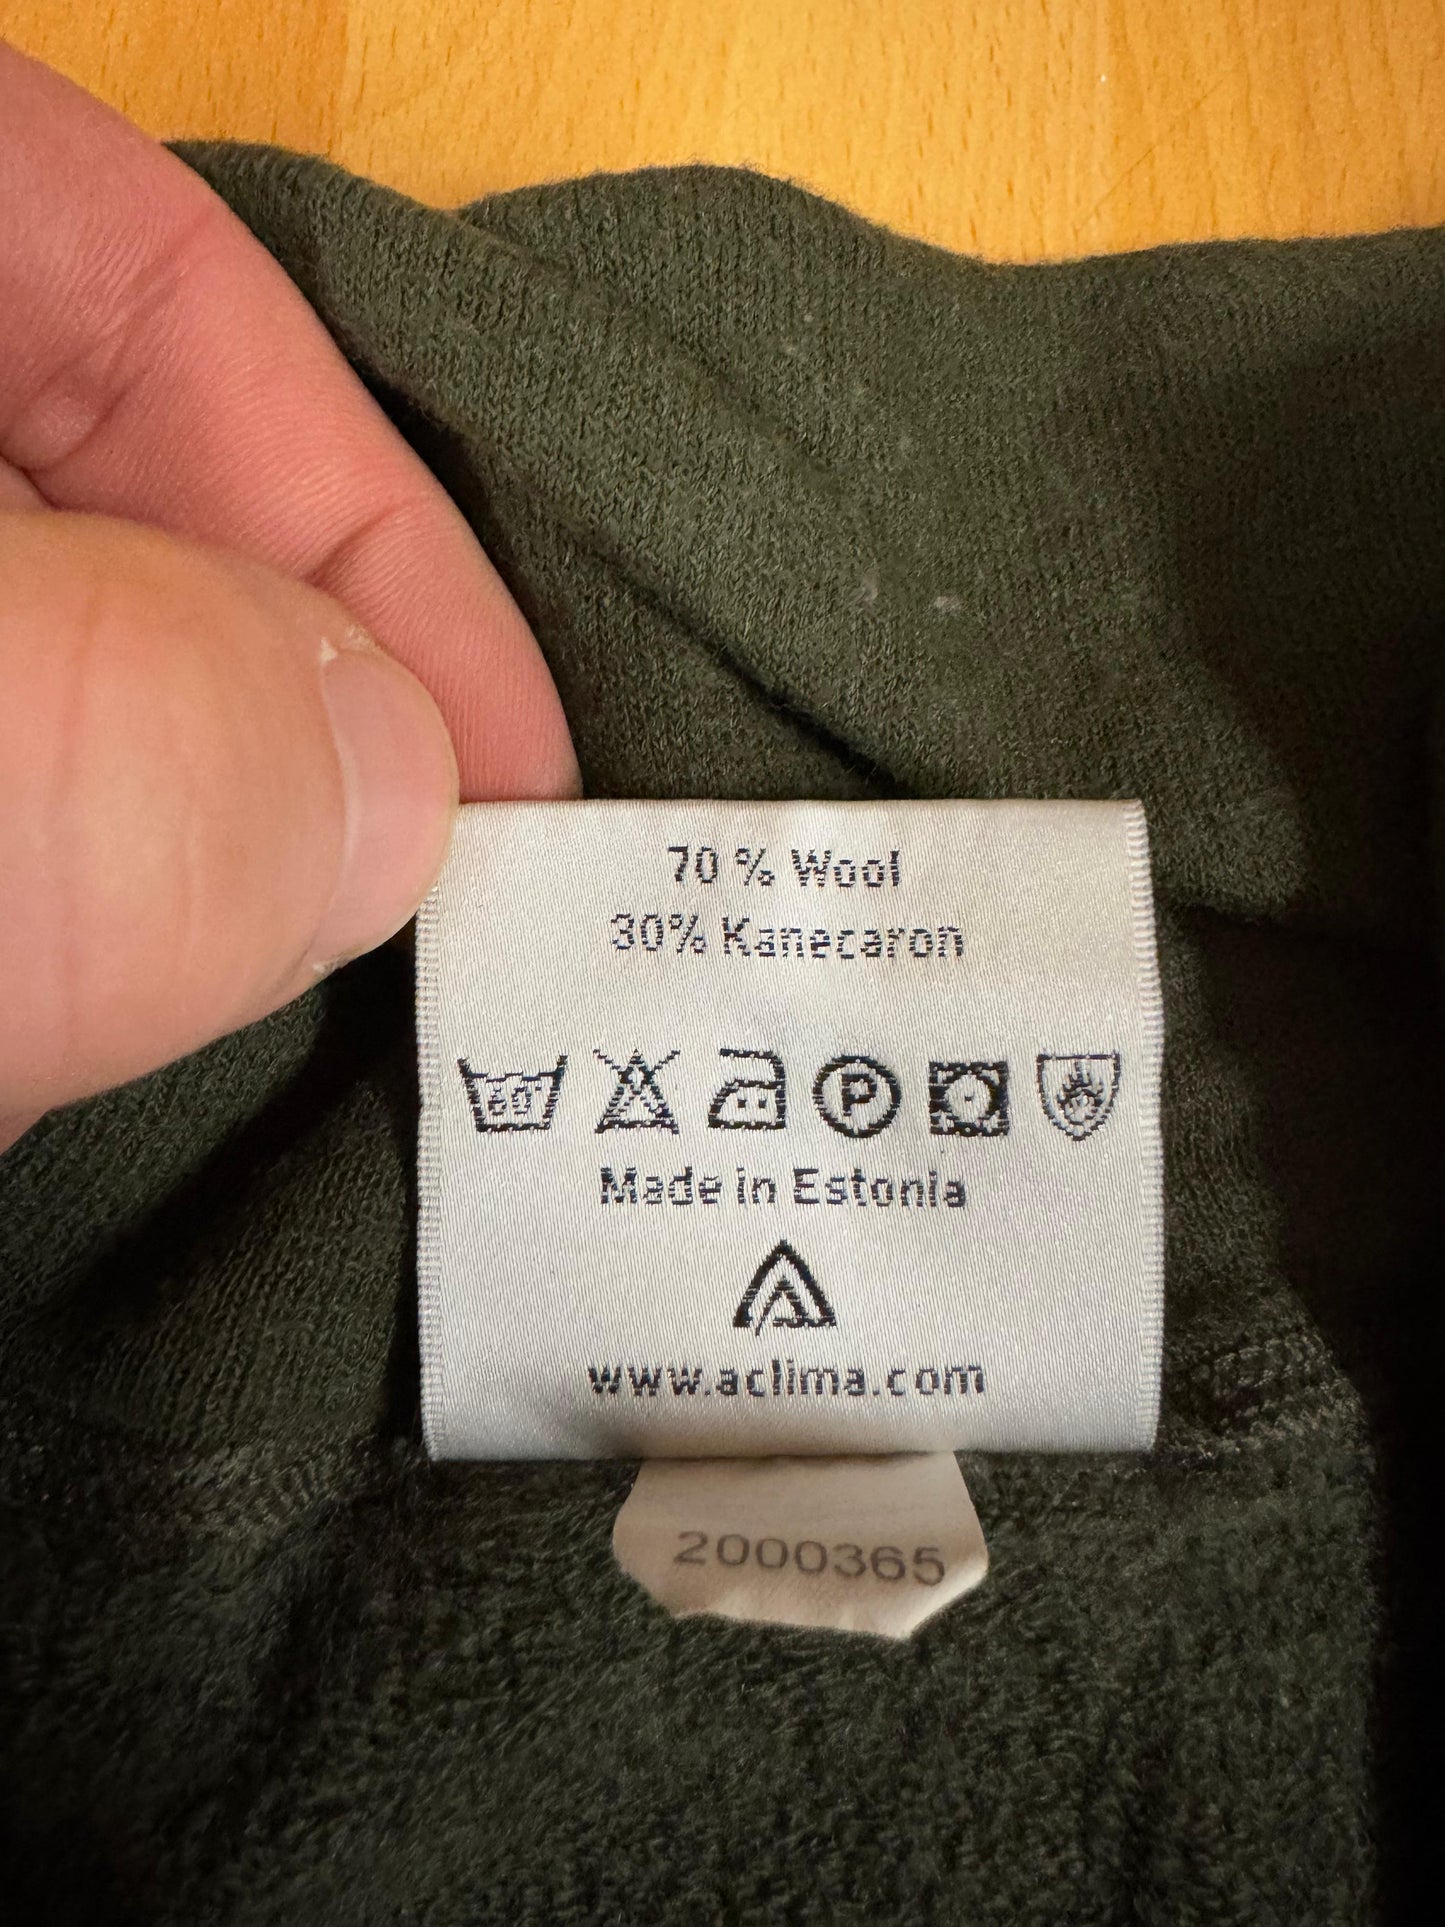 70 % Wool
30% Kanecaron
60°
P
Made in Estonia
www.aclima.com
2000365